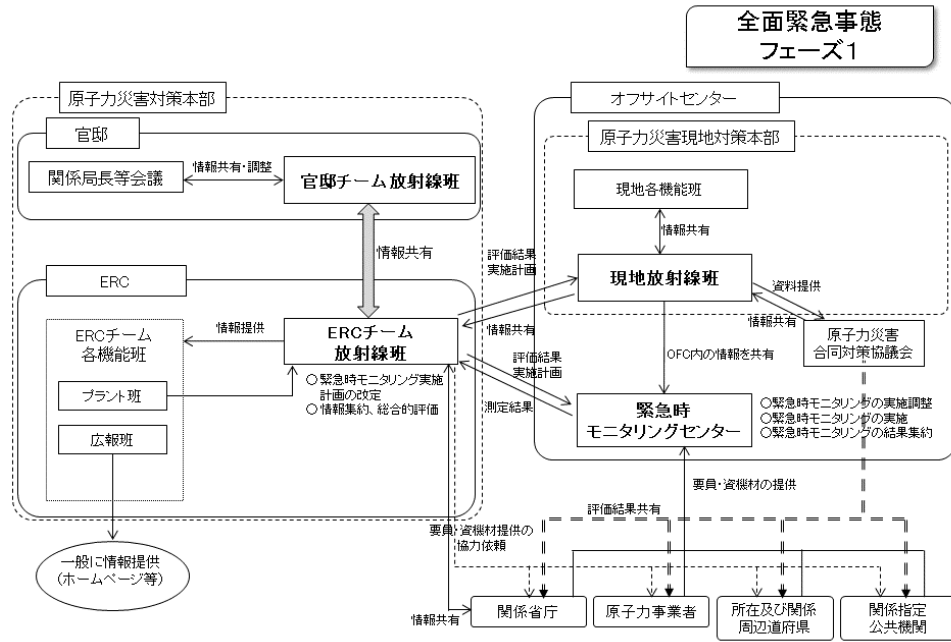 全面緊急事態
フェーズ1
原子力災害対策本部
官邸
関係局長等会議
情報共有・調整
官邸チーム放射線班
情報共有
ERC
ERCチーム
各機能班
プラント班
広報班
情報提供
ERCチーム
放射線班
○緊急時モニタリング実施
計画の改定
○情報集約、総合的評価
一般に情報提供
(ホームページ等)
評価結果
実施計画
情報共有
評価結果
実施計画
測定結果
オフサイトセンター
原子力災害現地対策本部
現地各機能班
情報共有
現地放射線班
資料提供
情報共有
原子力災害
合同対策協議会
OFC内の情報を共有
緊急時
モニタリングセンター
○緊急時モニタリングの実施調整
○緊急時モニタリングの実施
○緊急時モニタリングの結果集約
要員・資機材の提供
評価結果共有
要員・資機材提供の
協力依頼
情報共有
関係省庁
原子力事業者
所在及び関係
周辺道府県
関係指定
公共機関